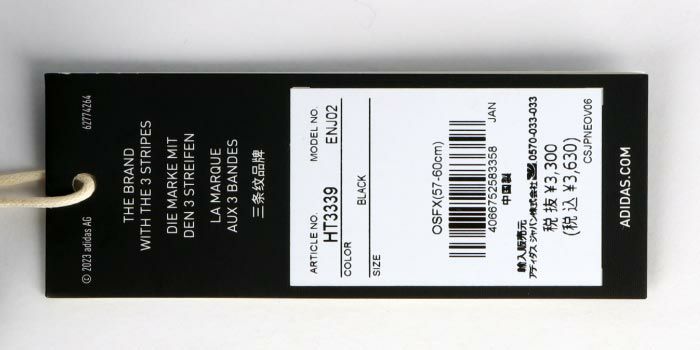 62774264
© 2023 adidas AG
THE BRAND
WITH THE 3 STRIPES
DIE MARKE MIT
DEN 3 STREIFEN
LA MARQUE
AUX 3 BANDES
三条纹品牌
ARTICLE NO.
HT3339
MODEL NO.
ENJ02
COLOR
BLACK
SIZE
OSFX(57-60cm)
4066752583358
JAN
中国製
輸入販売元
アディダス ジャパン株式会社 0570-033-033
税 抜 ¥3,300
(税 込 ¥3,630)
CSJPNEOV06
ADIDAS.COM